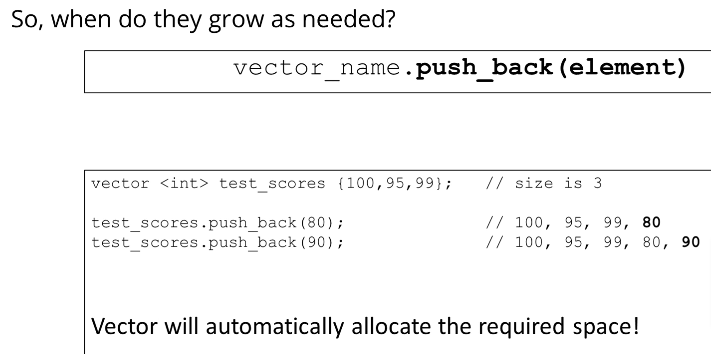 So, when do they grow as needed?
vector_name.push_back(element)
vector <int> test_scores {100,95,99};   // size is 3
test_scores.push_back(80);   // 100, 95, 99, 80
test_scores.push_back(90);   // 100, 95, 99, 80, 90
Vector will automatically allocate the required space!